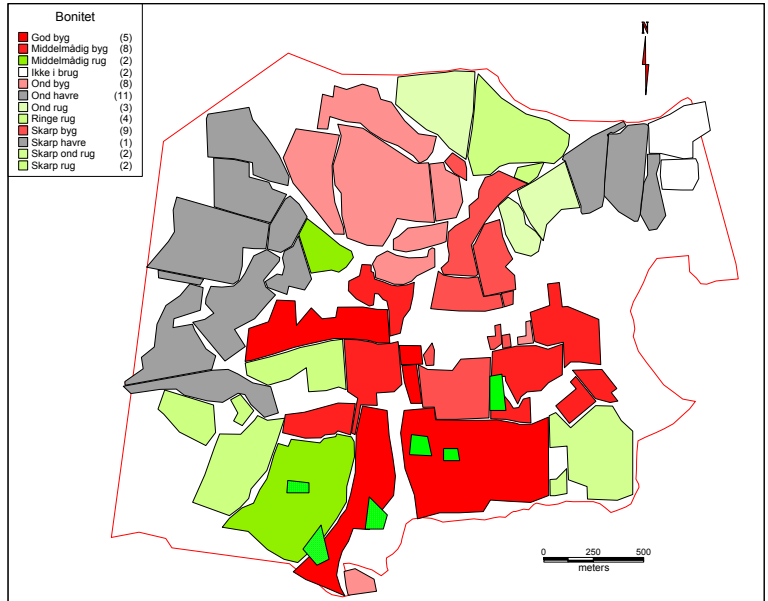 Bonitet
God byg (5)
Middelmådig byg (8)
Middelmådig rug (2)
Ikke i brug (2)
Ond byg (8)
Ond havre (11)
Ond rug (3)
Ringe rug (4)
Skarp byg (9)
Skarp havre (1)
Skarp ond rug (2)
Skarp rug (2)
N
0 250 500
meters